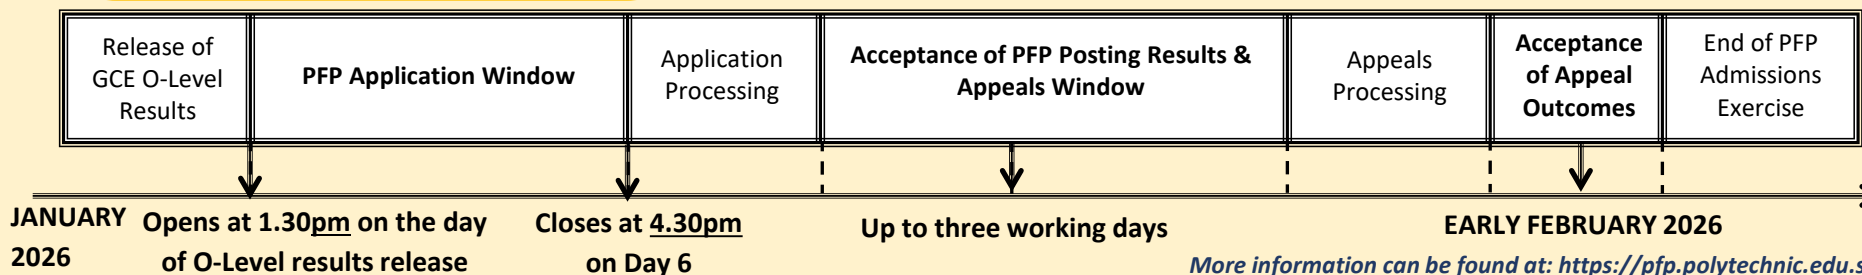 Release of
GCE O-Level
Results
PFP Application Window
Application
Processing
Acceptance of PFP Posting Results &
Appeals Window
Appeals
Processing
Acceptance
of Appeal
Outcomes
End of PFP
Admissions
Exercise
JANUARY
2026
Opens at 1.30pm on the day
of O-Level results release
Closes at 4.30pm
on Day 6
Up to three working days
EARLY FEBRUARY 2026
More information can be found at: https://pfp.polytechnic.edu.s